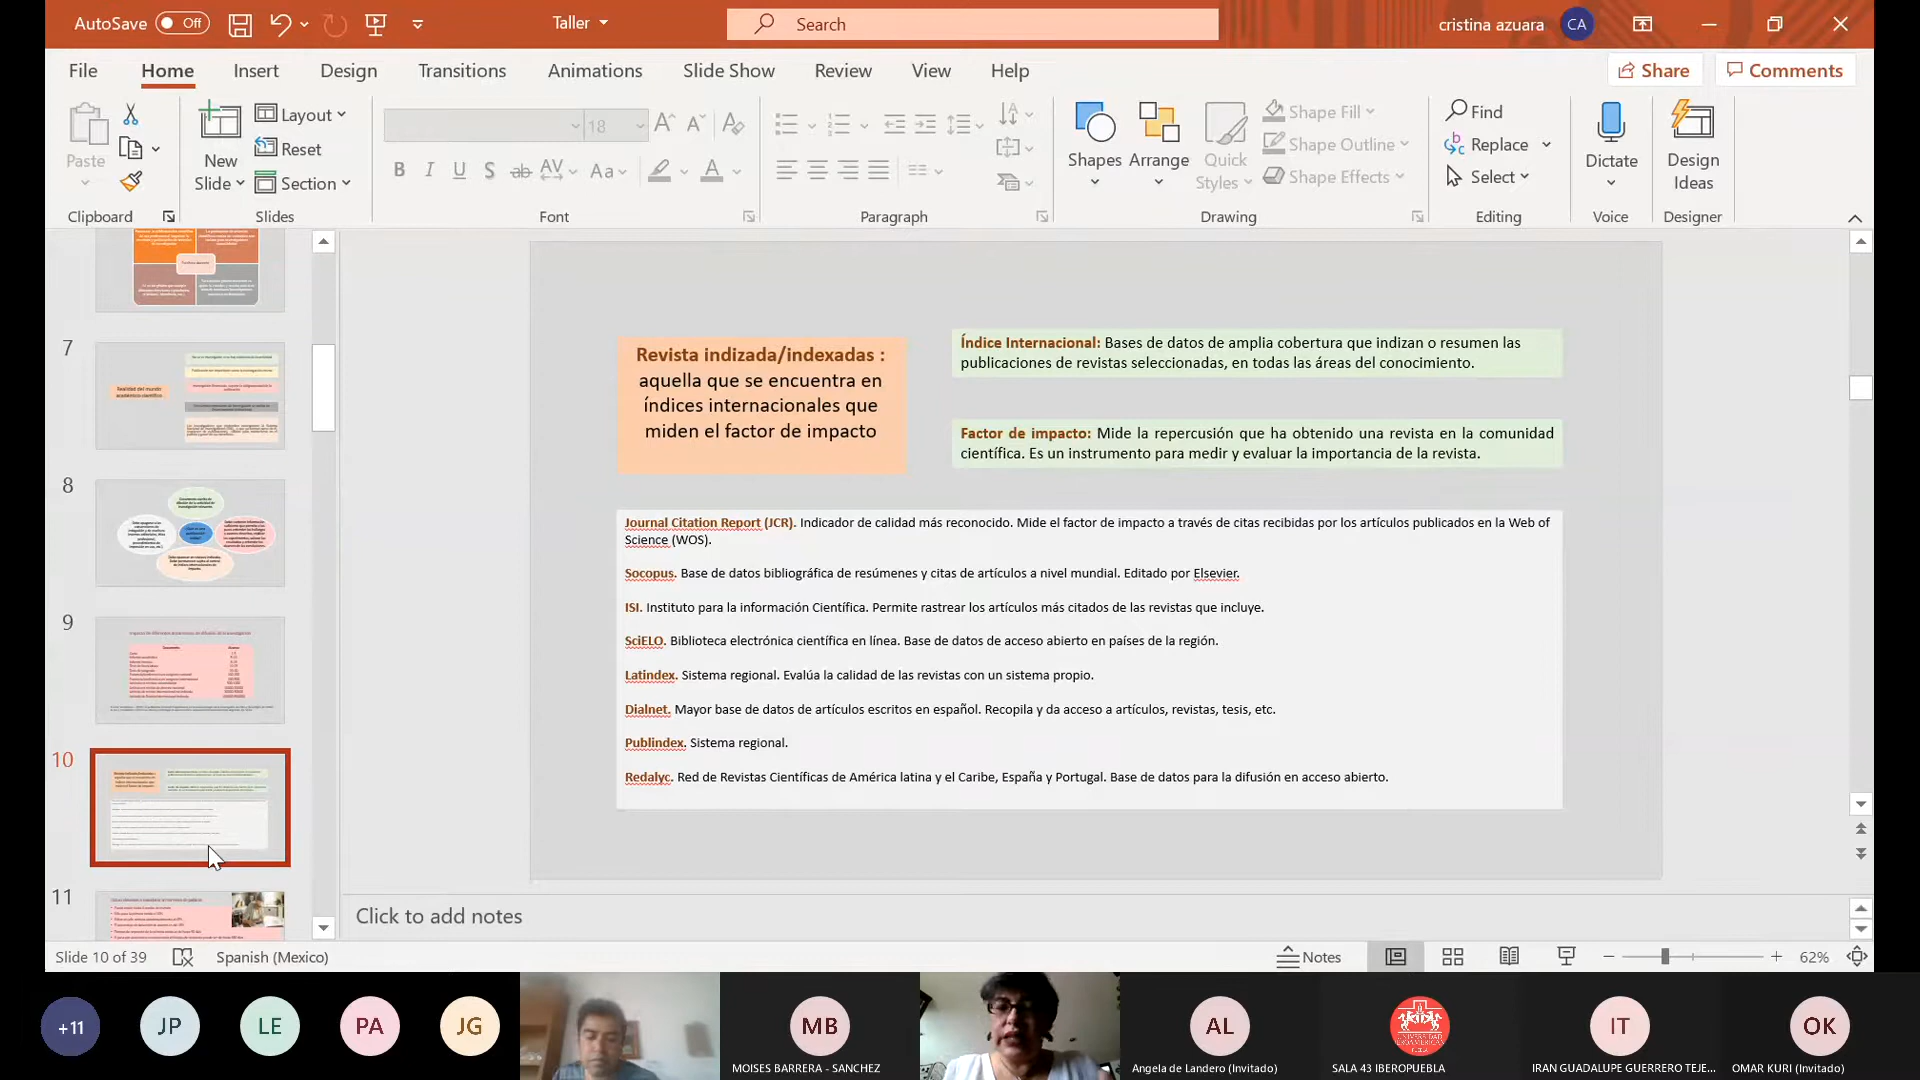 AutoSave Off Taller Search cristina azuara CA
File Home Insert Design Transitions Animations Slide Show Review View Help Share Comments
Paste
New
Slide
Layout
Reset
Section
18
Shapes
Arrange
Quick
Styles
Shape Fill
Shape Outline
Shape Effects
Find
Replace
Select
Dictate
Design
Ideas
Clipboard Slides Font Paragraph Drawing Editing Voice Designer
7
8
9
10
11
Revista indizada/indexadas :
aquella que se encuentra en
índices internacionales que
miden el factor de impacto
Índice Internacional: Bases de datos de amplia cobertura que indizan o resumen las
publicaciones de revistas seleccionadas, en todas las áreas del conocimiento.
Factor de impacto: Mide la repercusión que ha obtenido una revista en la comunidad
científica. Es un instrumento para medir y evaluar la importancia de la revista.
Journal Citation Report (JCR). Indicador de calidad más reconocido. Mide el factor de impacto a través de citas recibidas por los artículos publicados en la Web of
Science (WOS).
Socopus. Base de datos bibliográfica de resúmenes y citas de artículos a nivel mundial. Editado por Elsevier.
ISI. Instituto para la información Científica. Permite rastrear los artículos más citados de las revistas que incluye.
SciELO. Biblioteca electrónica científica en línea. Base de datos de acceso abierto en países de la región.
Latindex. Sistema regional. Evalúa la calidad de las revistas con un sistema propio.
Dialnet. Mayor base de datos de artículos escritos en español. Recopila y da acceso a artículos, revistas, tesis, etc.
Publindex. Sistema regional.
Redalyc. Red de Revistas Científicas de América latina y el Caribe, España y Portugal. Base de datos para la difusión en acceso abierto.
Click to add notes
Slide 10 of 39 Spanish (Mexico) Notes 62%
+11 JP LE PA JG MB AL IT OK
MOISES BARRERA - SANCHEZ Angela de Landero (Invitado) SALA 43 IBEROPUEBLA IRAN GUADALUPE GUERRERO TEJE... OMAR KURI (Invitado)